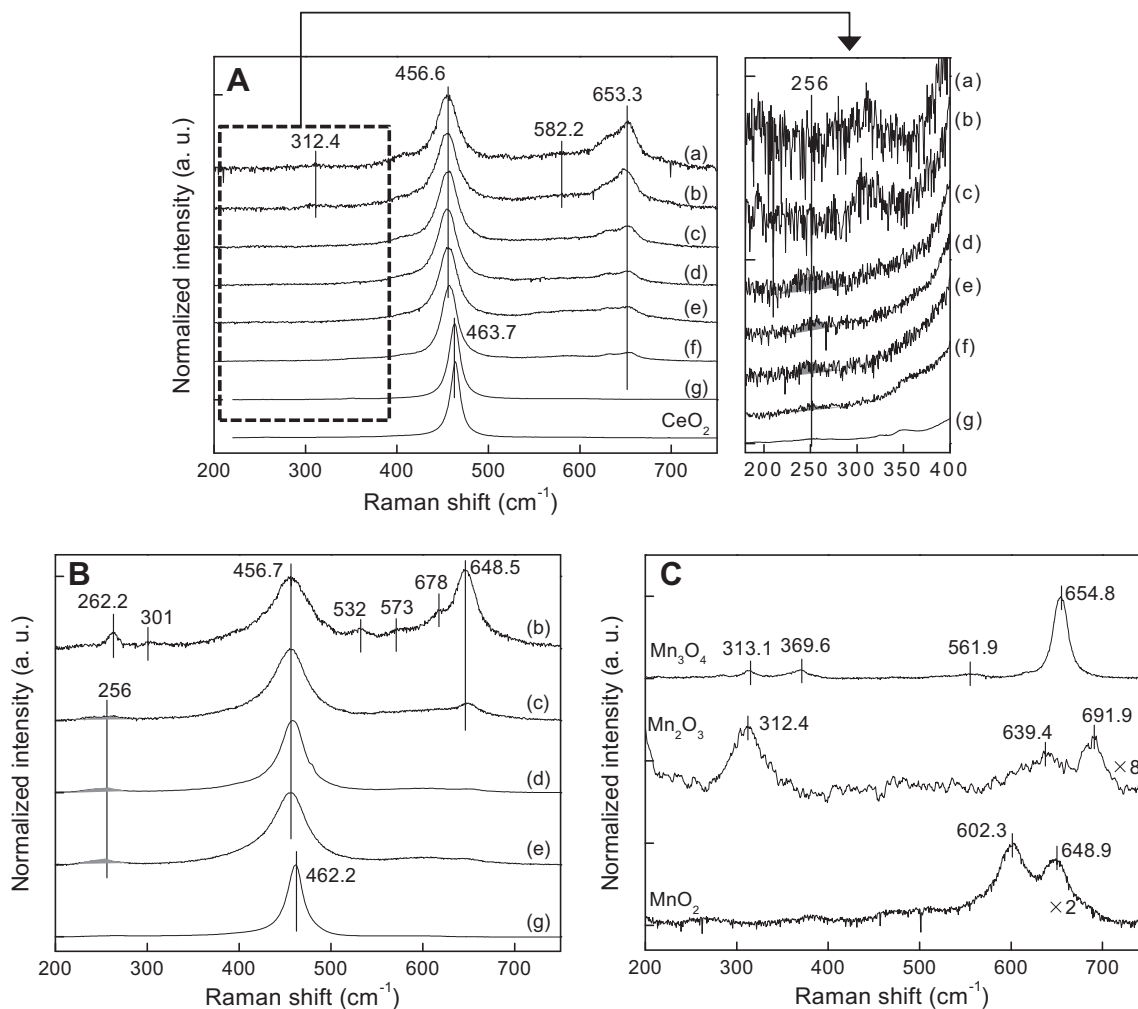 A
456.6
653.3
582.2
312.4
463.7
(a)
(b)
(c)
(d)
(e)
(f)
(g)
CeO2
Normalized intensity (a. u.)
200 300 400 500 600 700
Raman shift (cm-1)
256
(a)
(b)
(c)
(d)
(e)
(f)
(g)
200 250 300 350 400
B
456.7
648.5
678
262.2
532
573
301
(b)
256
(c)
(d)
(e)
462.2
(g)
Normalized intensity (a. u.)
200 300 400 500 600 700
Raman shift (cm-1)
C
654.8
Mn3O4
313.1
369.6
561.9
Mn2O3
312.4
639.4
691.9
×8
602.3
648.9
MnO2
×2
Normalized intensity (a. u.)
200 300 400 500 600 700
Raman shift (cm-1)